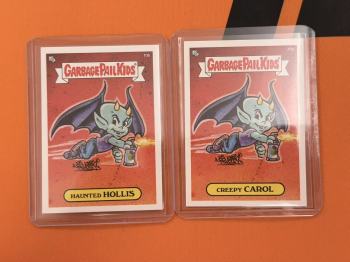 GARBAGE PAIL KIDS
HAUNTED HOLLIS
GARBAGE PAIL KIDS
CREEPY CAROL